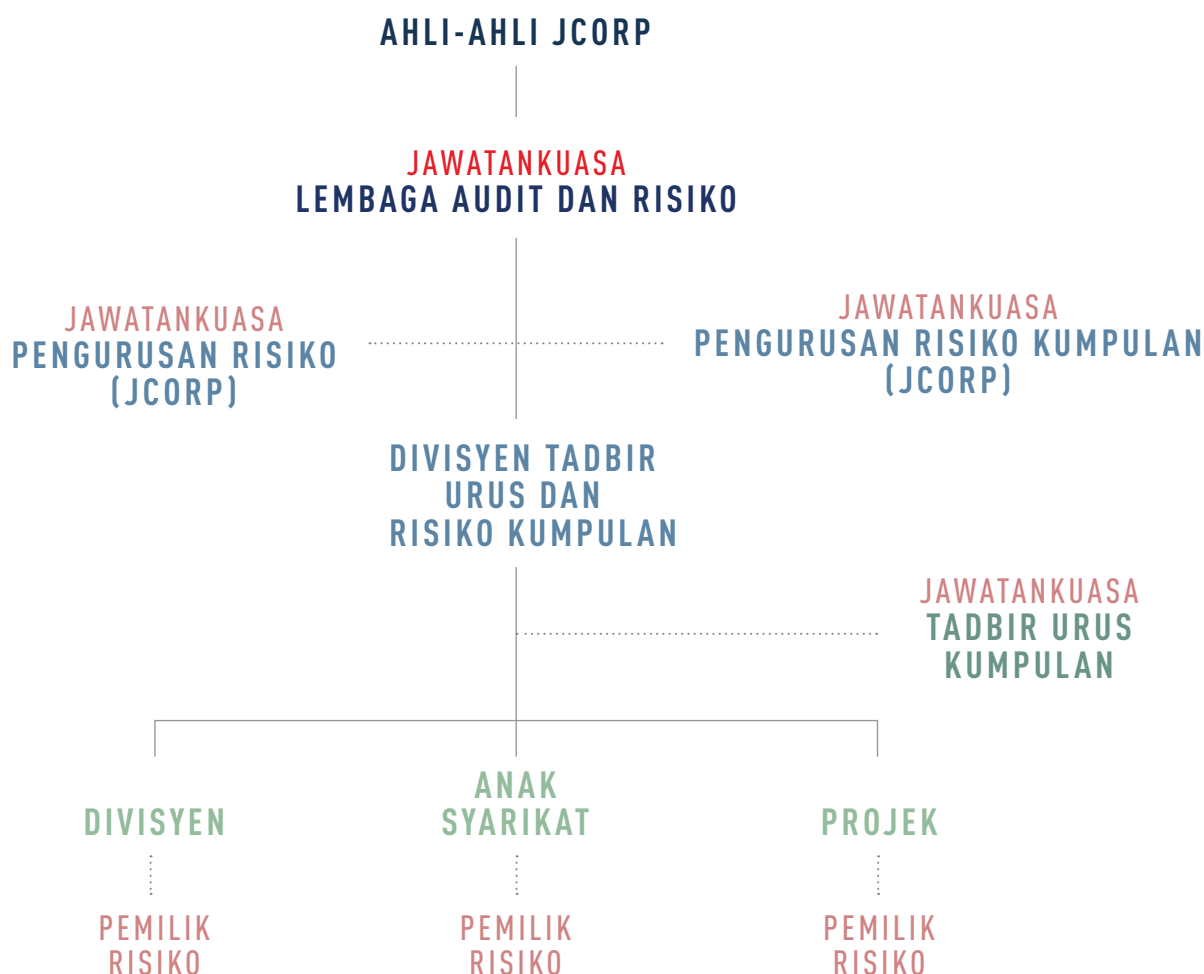 AHLI-AHLI JCORP
JAWATANKUASA
LEMBAGA AUDIT DAN RISIKO
JAWATANKUASA
PENGURUSAN RISIKO
(JCORP)
JAWATANKUASA
PENGURUSAN RISIKO KUMPULAN
(JCORP)
DIVISYEN TADBIR
URUS DAN
RISIKO KUMPULAN
JAWATANKUASA
TADBIR URUS
KUMPULAN
DIVISYEN
ANAK
SYARIKAT
PROJEK
PEMILIK
RISIKO
PEMILIK
RISIKO
PEMILIK
RISIKO